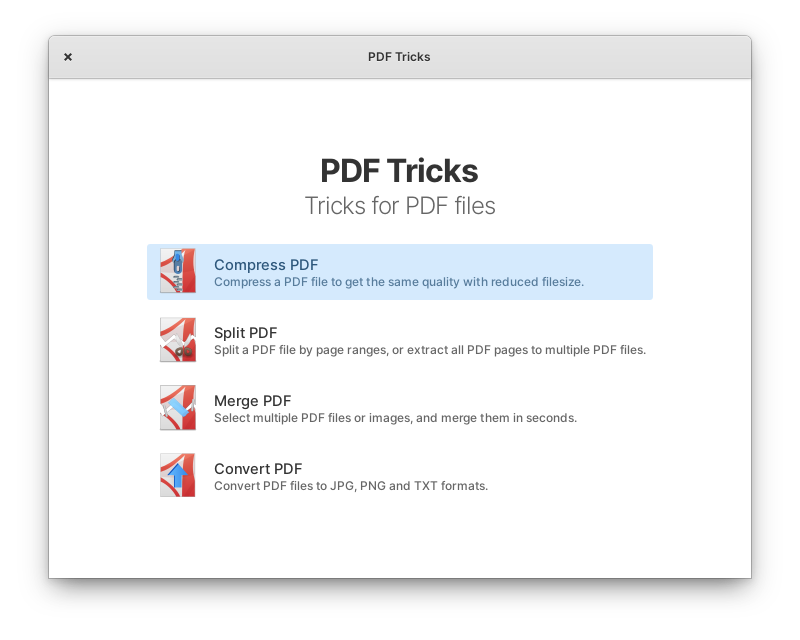 PDF Tricks
PDF Tricks
Tricks for PDF files
Compress PDF
Compress a PDF file to get the same quality with reduced filesize.
Split PDF
Split a PDF file by page ranges, or extract all PDF pages to multiple PDF files.
Merge PDF
Select multiple PDF files or images, and merge them in seconds.
Convert PDF
Convert PDF files to JPG, PNG and TXT formats.